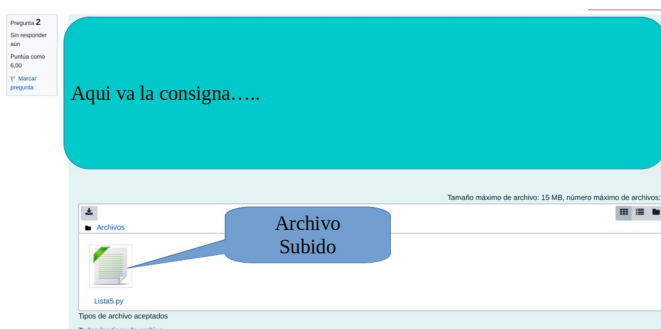 Pregunta 2
Sin responder
aún
Puntúa como
6,00
Marcar
pregunta
Aqui va la consigna.....
Tamaño máximo de archivo: 15 MB, número máximo de archivos:
Archivos
Archivo
Subido
Lista5.py
Tipos de archivo aceptados